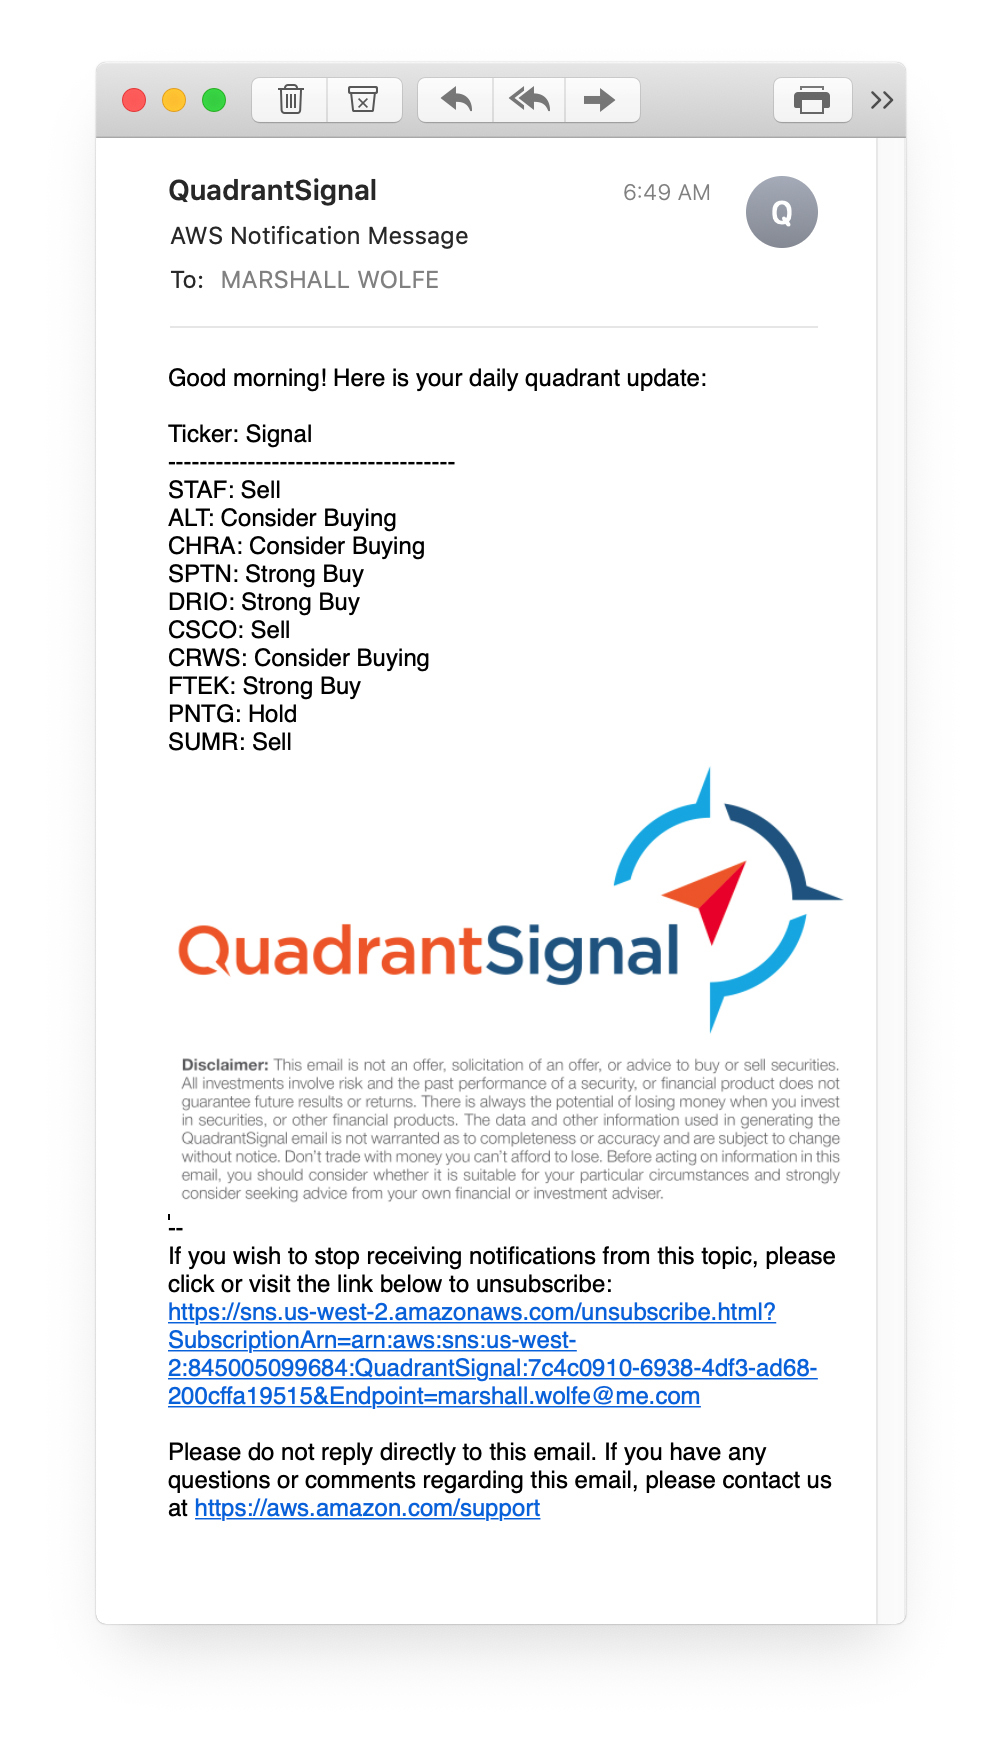 QuadrantSignal
6:49 AM
Q
AWS Notification Message
To: MARSHALL WOLFE
Good morning! Here is your daily quadrant update:
Ticker: Signal
------------------------------------
STAF: Sell
ALT: Consider Buying
CHRA: Consider Buying
SPTN: Strong Buy
DRIO: Strong Buy
CSCO: Sell
CRWS: Consider Buying
FTEK: Strong Buy
PNTG: Hold
SUMR: Sell
QuadrantSignal
Disclaimer: This email is not an offer, solicitation of an offer, or advice to buy or sell securities.
All investments involve risk and the past performance of a security, or financial product does not
guarantee future results or returns. There is always the potential of losing money when you invest
in securities, or other financial products. The data and other information used in generating the
QuadrantSignal email is not warranted as to completeness or accuracy and are subject to change
without notice. Don't trade with money you can't afford to lose. Before acting on information in this
email, you should consider whether it is suitable for your particular circumstances and strongly
consider seeking advice from your own financial or investment adviser.
'
--
If you wish to stop receiving notifications from this topic, please
click or visit the link below to unsubscribe:
https://sns.us-west-2.amazonaws.com/unsubscribe.html?
SubscriptionArn=arn:aws:sns:us-west-
2:845005099684:QuadrantSignal:7c4c0910-6938-4df3-ad68-
200cffa19515&Endpoint=marshall.wolfe@me.com
Please do not reply directly to this email. If you have any
questions or comments regarding this email, please contact us
at https://aws.amazon.com/support